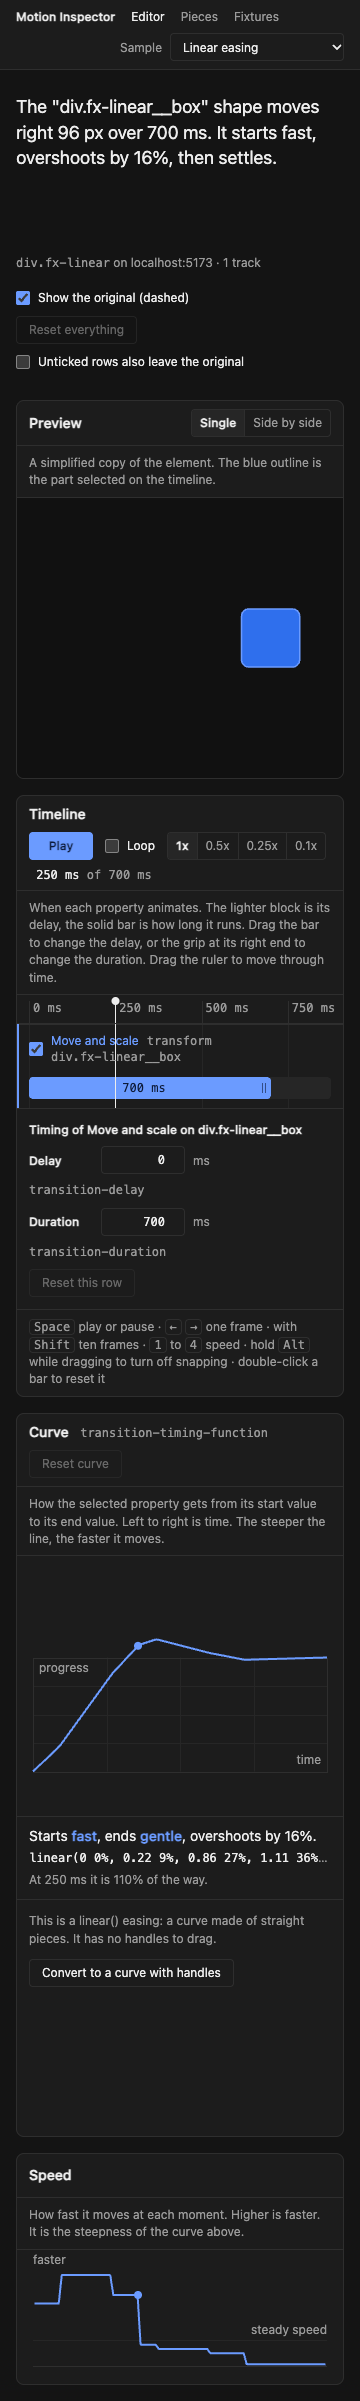 Motion Inspector Editor Pieces Fixtures
Sample Linear easing
The "div.fx-linear__box" shape moves
right 96 px over 700 ms. It starts fast,
overshoots by 16%, then settles.
div.fx-linear on localhost:5173 · 1 track
Show the original (dashed)
Reset everything
Unticked rows also leave the original
Preview Single Side by side
A simplified copy of the element. The blue outline is
the part selected on the timeline.
Timeline
Play Loop 1x 0.5x 0.25x 0.1x
250 ms of 700 ms
When each property animates. The lighter block is its
delay, the solid bar is how long it runs. Drag the bar
to change the delay, or the grip at its right end to
change the duration. Drag the ruler to move through
time.
0 ms 250 ms 500 ms 750 ms
Move and scale transform
div.fx-linear__box
700 ms
Timing of Move and scale on div.fx-linear__box
Delay 0 ms
transition-delay
Duration 700 ms
transition-duration
Reset this row
Space play or pause · ← → one frame · with
Shift ten frames · 1 to 4 speed · hold Alt
while dragging to turn off snapping · double-click a
bar to reset it
Curve transition-timing-function
Reset curve
How the selected property gets from its start value
to its end value. Left to right is time. The steeper the
line, the faster it moves.
progress
time
Starts fast, ends gentle, overshoots by 16%.
linear(0 0%, 0.22 9%, 0.86 27%, 1.11 36%…
At 250 ms it is 110% of the way.
This is a linear() easing: a curve made of straight
pieces. It has no handles to drag.
Convert to a curve with handles
Speed
How fast it moves at each moment. Higher is faster.
It is the steepness of the curve above.
faster
steady speed